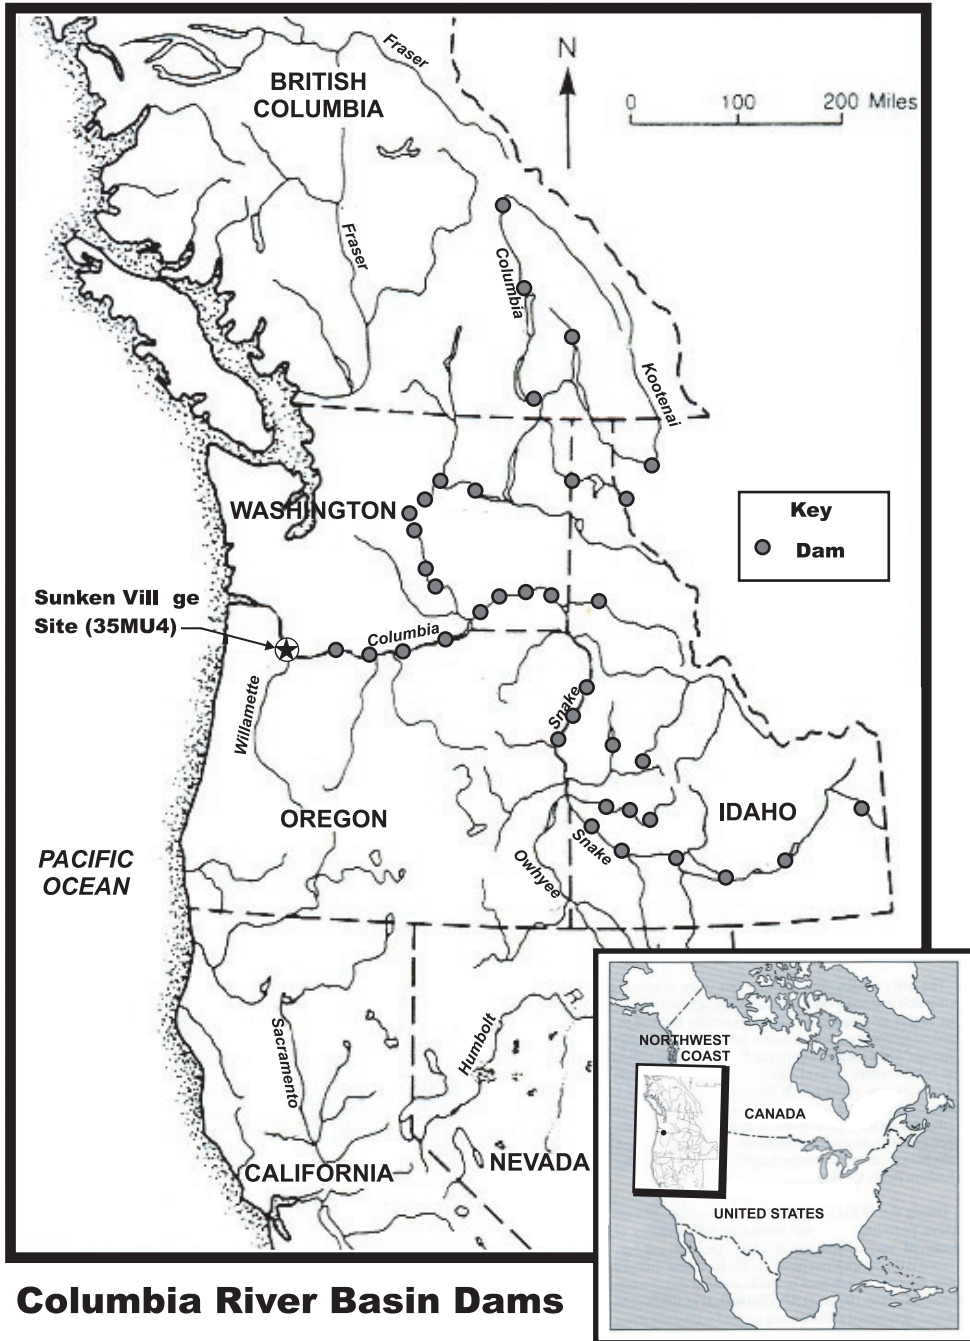 Fraser
N
BRITISH
COLUMBIA
0 100 200 Miles
Fraser
Columbia
Kootenai
WASHINGTON
Key
Dam
Sunken Vill ge
Site (35MU4)
Columbia
Willamette
Snake
OREGON
IDAHO
Snake
Owhyee
PACIFIC
OCEAN
Sacramento
Humbolt
NORTHWEST
COAST
CANADA
CALIFORNIA
NEVADA
UNITED STATES
Columbia River Basin Dams